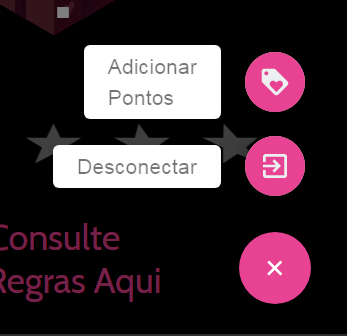 Adicionar
Pontos
Desconectar
Consulte
Regras Aqui